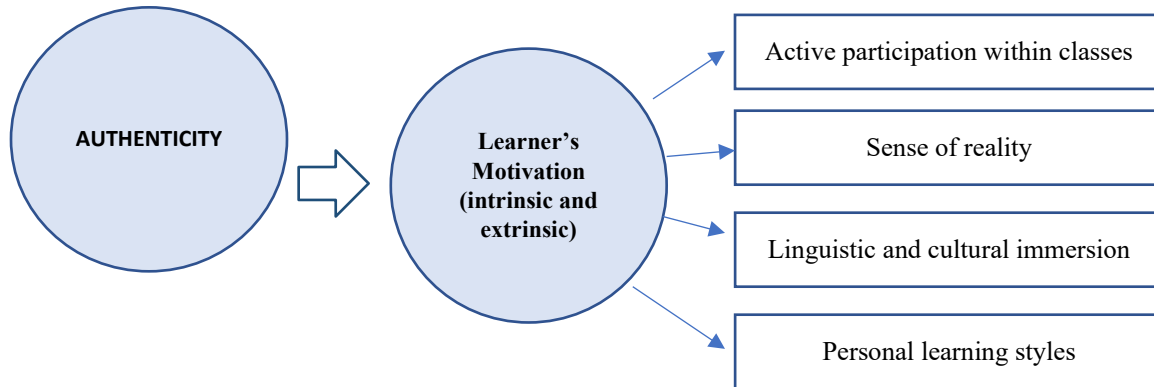 AUTHENTICITY
Learner’s
Motivation
(intrinsic and
extrinsic)
Active participation within classes
Sense of reality
Linguistic and cultural immersion
Personal learning styles